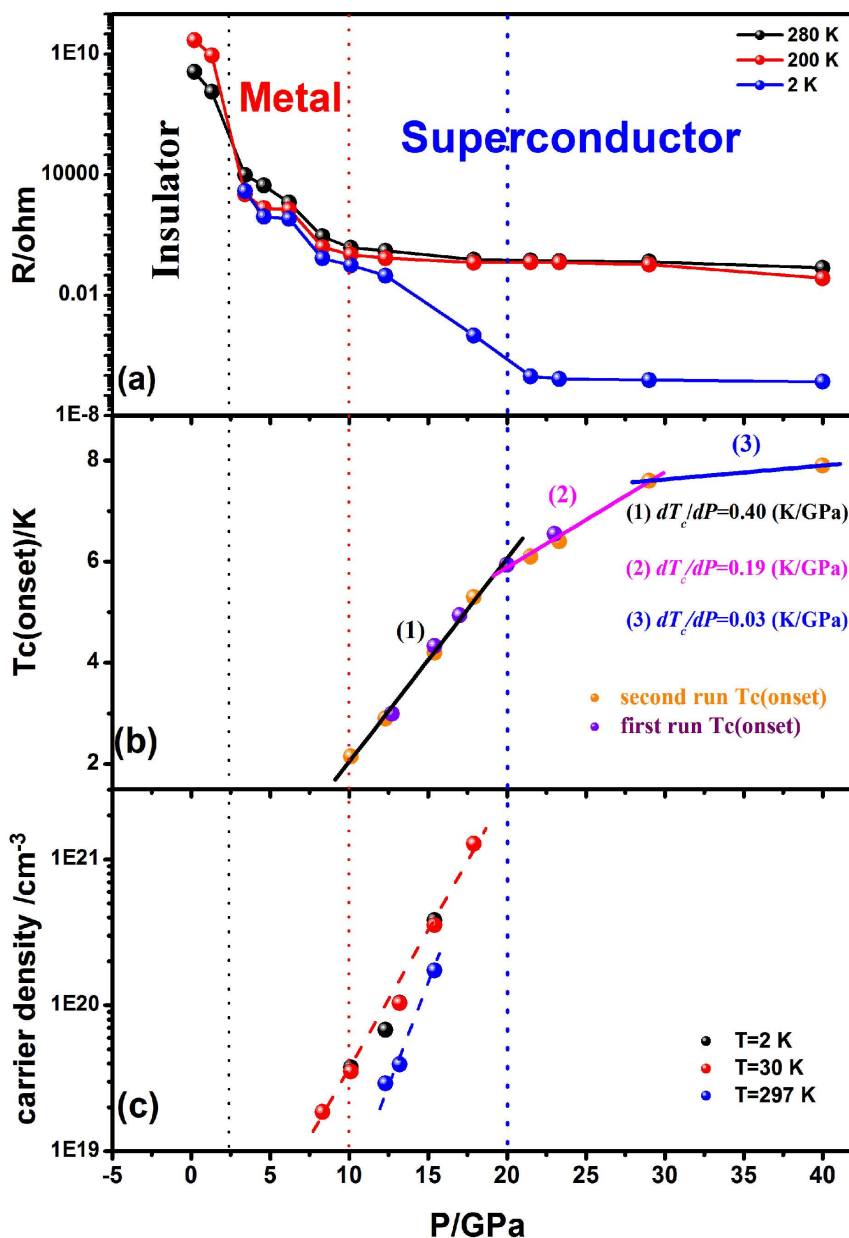 1E10
10000
0.01
1E-8
R/ohm
280 K
200 K
2 K
Insulator
Metal
Superconductor
(a)
8
6
4
2
Tc(onset)/K
(3)
(2)
(1)
(1) dTc/dP=0.40 (K/GPa)
(2) dTc/dP=0.19 (K/GPa)
(3) dTc/dP=0.03 (K/GPa)
second run Tc(onset)
first run Tc(onset)
(b)
1E21
1E20
1E19
carrier density /cm-3
T=2 K
T=30 K
T=297 K
(c)
-5 0 5 10 15 20 25 30 35 40
P/GPa